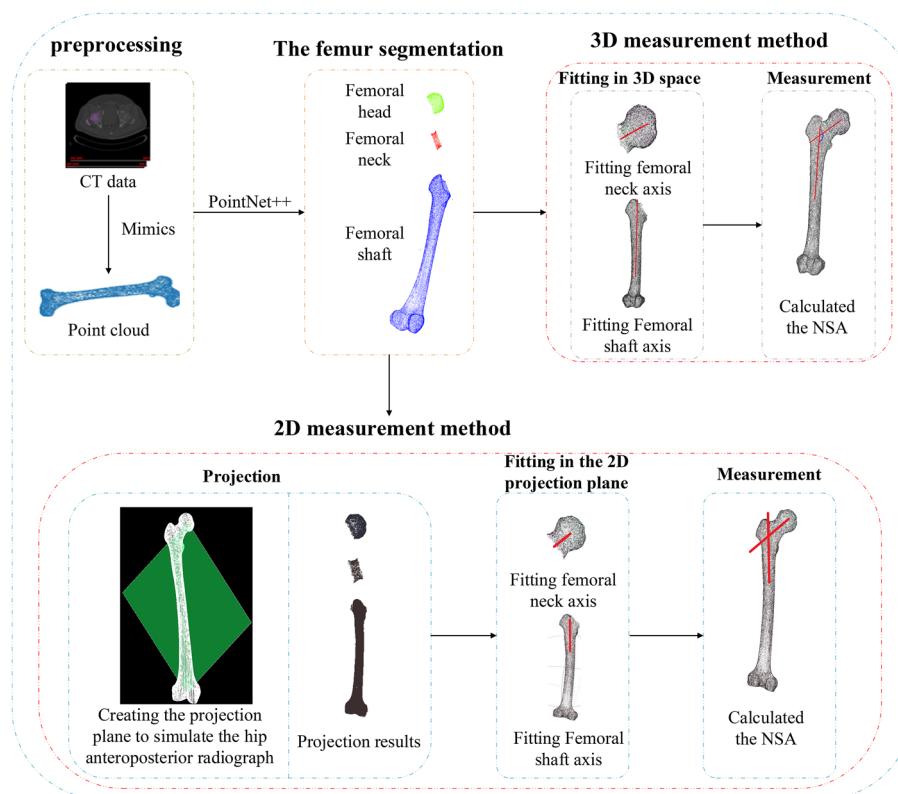 preprocessing
CT data
Mimics
Point cloud
PointNet++
The femur segmentation
Femoral
head
Femoral
neck
Femoral
shaft
3D measurement method
Fitting in 3D space
Fitting femoral
neck axis
Fitting Femoral
shaft axis
Measurement
Calculated
the NSA
2D measurement method
Projection
Creating the projection
plane to simulate the hip
anteroposterior radiograph
Projection results
Fitting in the 2D
projection plane
Fitting femoral
neck axis
Fitting Femoral
shaft axis
Measurement
Calculated
the NSA